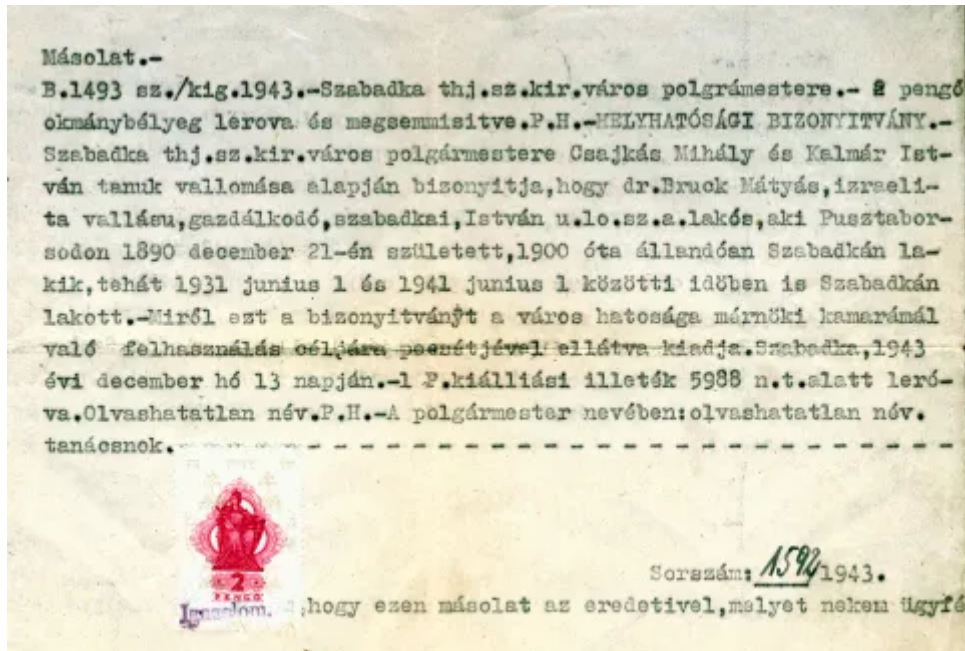 Másolat.-
B.1493 sz./kig.1943.-Szabadka thj.sz.kir.város polgrámestere.- 2 pengő
okmánybélyeg lerova és megsemmisitve.P.H.-HELYHATÓSÁGI BIZONYITVÁNY.-
Szabadka thj.sz.kir.város polgármestere Csajkás Mihály és Kalmár Ist-
ván tanuk vallomása alapján bizonyitja,hogy dr.Bruck Mátyás,izraeli-
ta vallásu,gazdálkodó,szabadkai,István u.lo.sz.a.lakós,aki Pusztabor-
sodon 1890 december 21-én született,1900 óta állandóan Szabadkán la-
kik,tehát 1931 junius 1 és 1941 junius 1 közötti időben is Szabadkán
lakott.-Miről ezt a bizonyitványt a város hatosága mérnöki kamarámál
való felhasználás céljára pecsétjével ellátva kiadja.Szabadka,1943
évi december hó 13 napján.-1 P.kiálliási illeték 5988 n.t.alatt leró-
va.Olvashatatlan név.P.H.-A polgármester nevében:olvashatatlan név.
tanácsnok.- - - - - - - - - - - - - - - - - - - - - - - -
2
PENGŐ
Sorszám: 1592/1943.
Igazolom, hogy ezen másolat az eredetivel,melyet nekem ügyfé